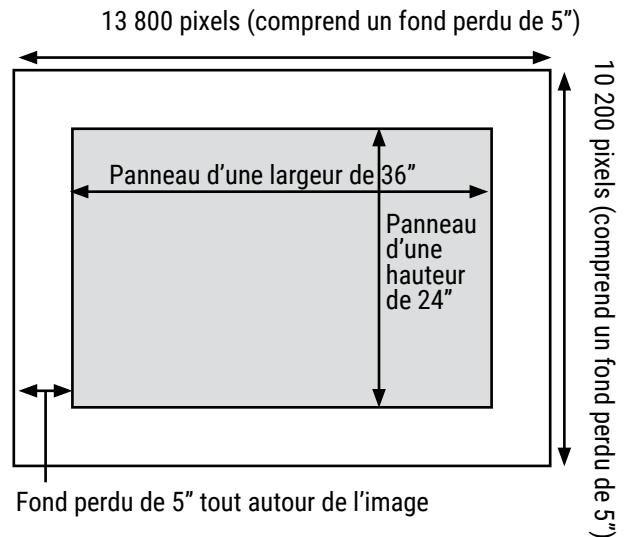 13 800 pixels (comprend un fond perdu de 5”)
10 200 pixels (comprend un fond perdu de 5”)
Panneau d’une largeur de 36”
Panneau
d’une
hauteur
de 24”
Fond perdu de 5” tout autour de l’image